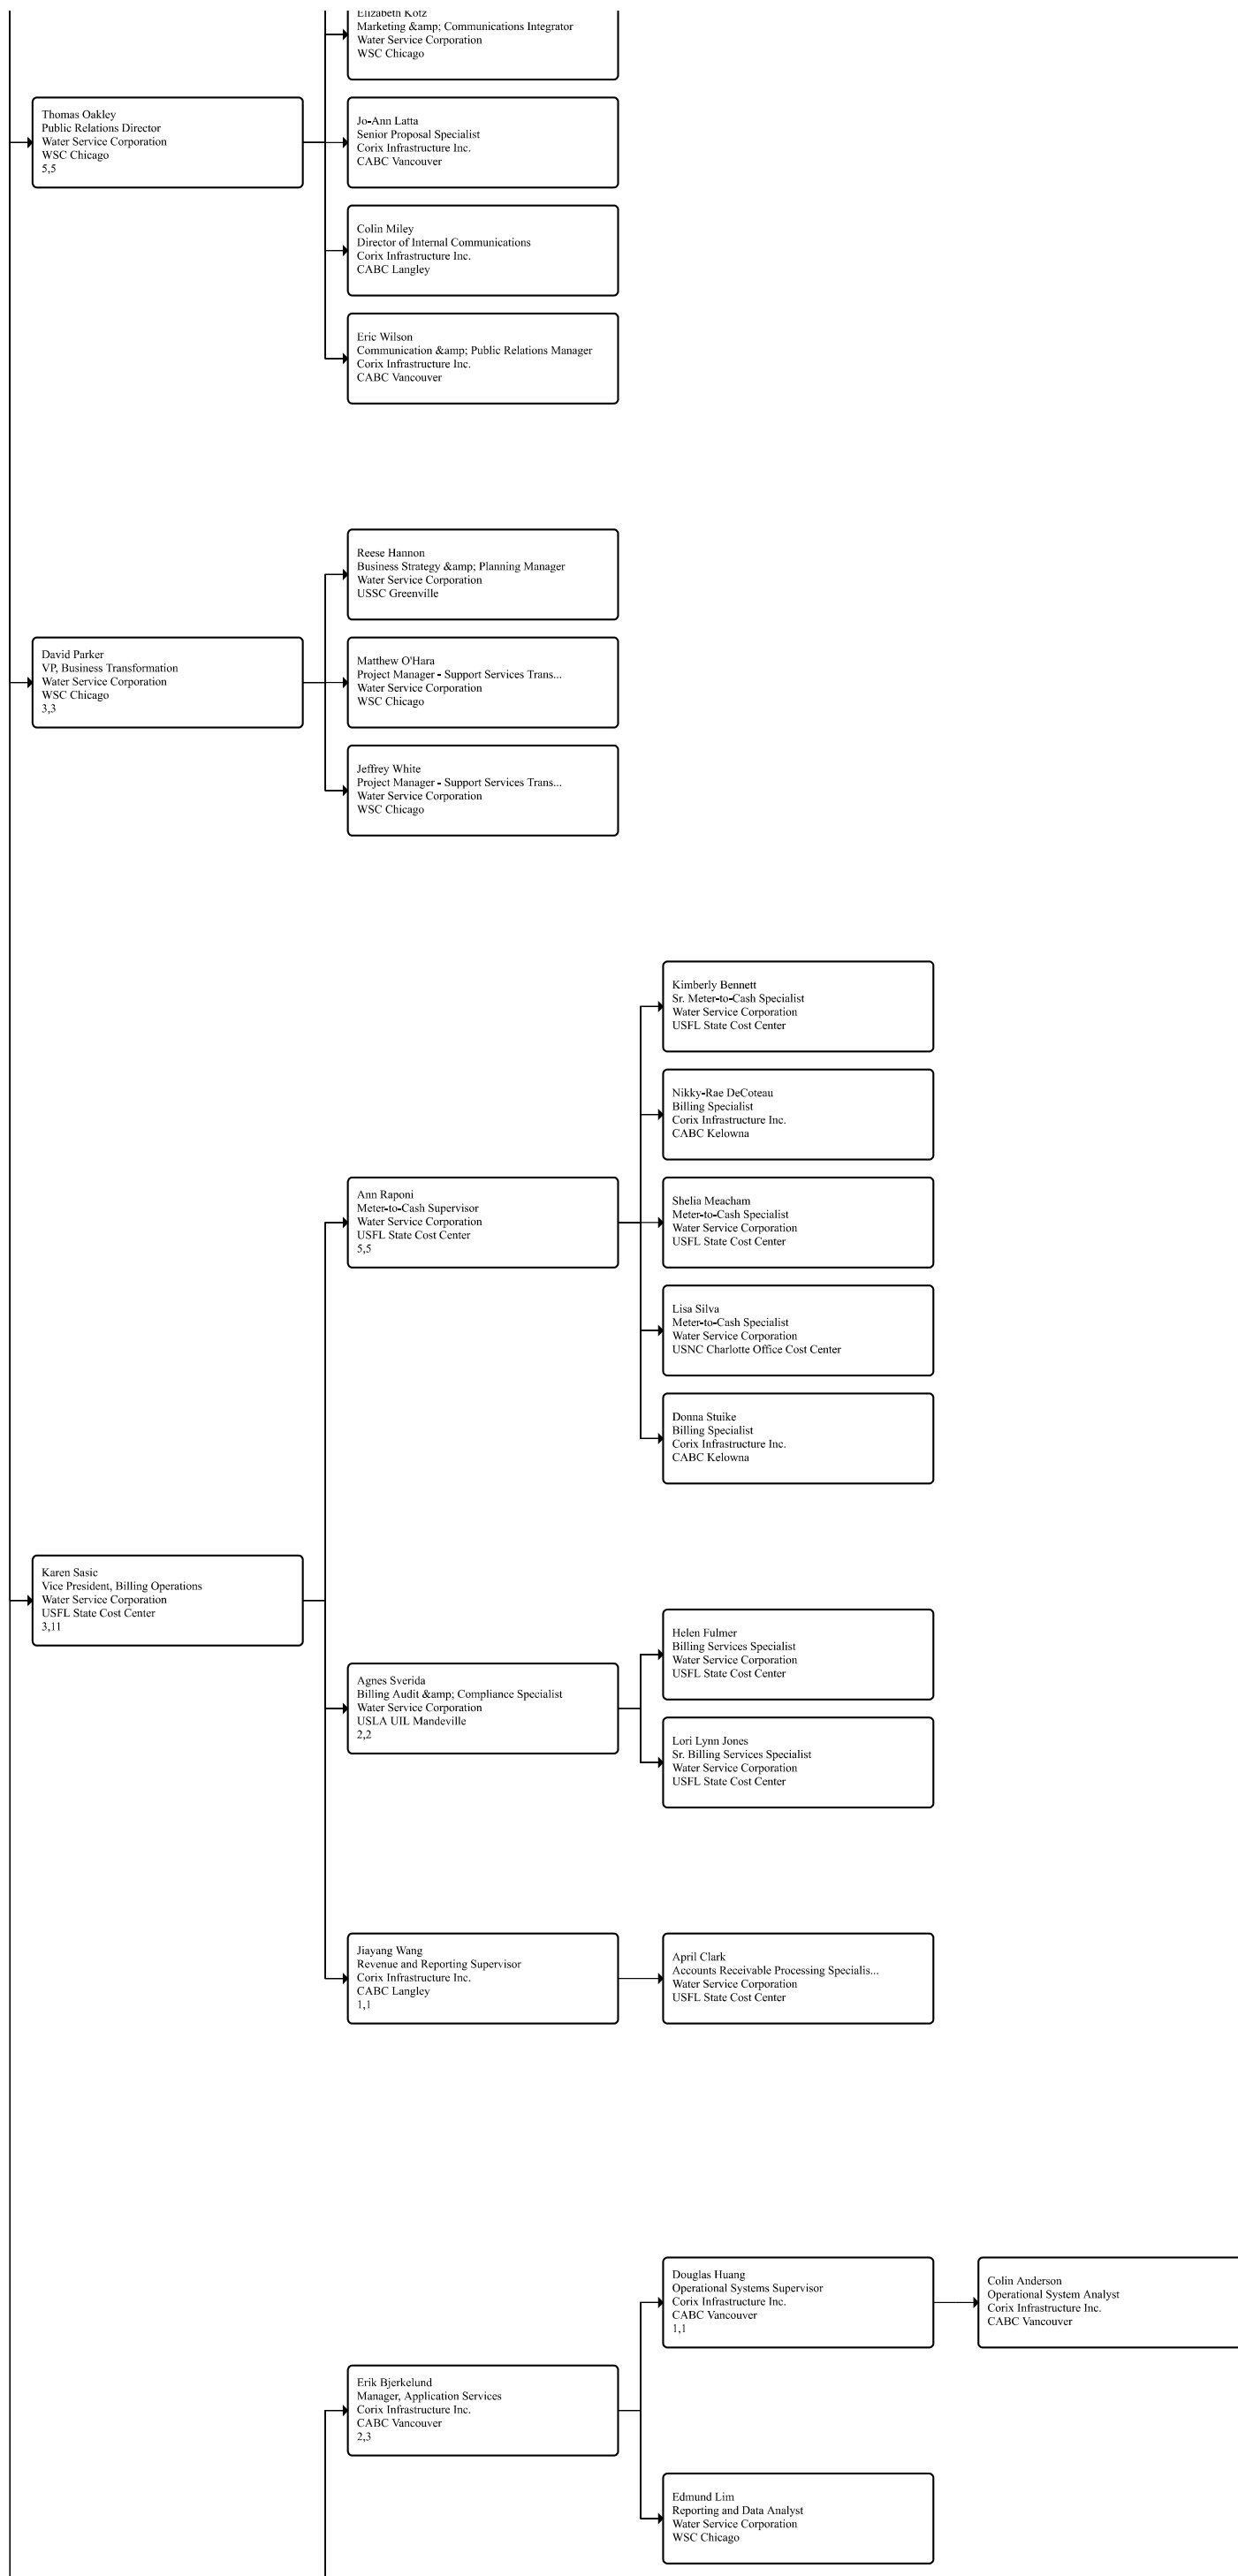 Elizabeth Kotz
Marketing &amp; Communications Integrator
Water Service Corporation
WSC Chicago
Thomas Oakley
Public Relations Director
Water Service Corporation
WSC Chicago
5,5
Jo-Ann Latta
Senior Proposal Specialist
Corix Infrastructure Inc.
CABC Vancouver
Colin Miley
Director of Internal Communications
Corix Infrastructure Inc.
CABC Langley
Eric Wilson
Communication &amp; Public Relations Manager
Corix Infrastructure Inc.
CABC Vancouver
Reese Hannon
Business Strategy &amp; Planning Manager
Water Service Corporation
USSC Greenville
David Parker
VP, Business Transformation
Water Service Corporation
WSC Chicago
3,3
Matthew O'Hara
Project Manager - Support Services Trans...
Water Service Corporation
WSC Chicago
Jeffrey White
Project Manager - Support Services Trans...
Water Service Corporation
WSC Chicago
Kimberly Bennett
Sr. Meter-to-Cash Specialist
Water Service Corporation
USFL State Cost Center
Nikky-Rae DeCoteau
Billing Specialist
Corix Infrastructure Inc.
CABC Kelowna
Ann Raponi
Meter-to-Cash Supervisor
Water Service Corporation
USFL State Cost Center
5,5
Shelia Meacham
Meter-to-Cash Specialist
Water Service Corporation
USFL State Cost Center
Lisa Silva
Meter-to-Cash Specialist
Water Service Corporation
USNC Charlotte Office Cost Center
Donna Stuike
Billing Specialist
Corix Infrastructure Inc.
CABC Kelowna
Karen Sasic
Vice President, Billing Operations
Water Service Corporation
USFL State Cost Center
3,11
Helen Fulmer
Billing Services Specialist
Water Service Corporation
USFL State Cost Center
Agnes Sverida
Billing Audit &amp; Compliance Specialist
Water Service Corporation
USLA UIL Mandeville
2,2
Lori Lynn Jones
Sr. Billing Services Specialist
Water Service Corporation
USFL State Cost Center
Jiayang Wang
Revenue and Reporting Supervisor
Corix Infrastructure Inc.
CABC Langley
1,1
April Clark
Accounts Receivable Processing Specialis...
Water Service Corporation
USFL State Cost Center
Douglas Huang
Operational Systems Supervisor
Corix Infrastructure Inc.
CABC Vancouver
1,1
Colin Anderson
Operational System Analyst
Corix Infrastructure Inc.
CABC Vancouver
Erik Bjerkelund
Manager, Application Services
Corix Infrastructure Inc.
CABC Vancouver
2,3
Edmund Lim
Reporting and Data Analyst
Water Service Corporation
WSC Chicago